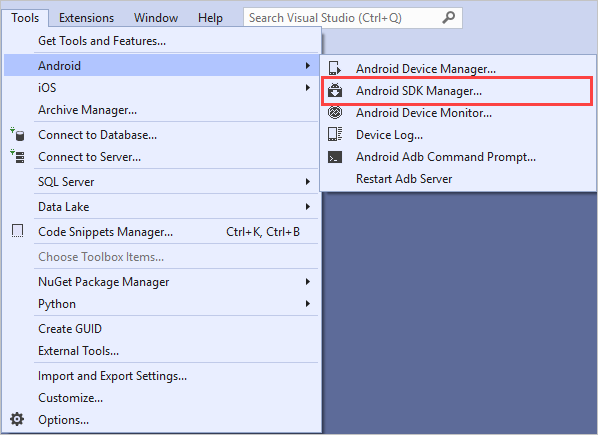 Tools Extensions Window Help Search Visual Studio (Ctrl+Q)
Get Tools and Features...
Android
iOS
Archive Manager...
Connect to Database...
Connect to Server...
SQL Server
Data Lake
Code Snippets Manager... Ctrl+K, Ctrl+B
Choose Toolbox Items...
NuGet Package Manager
Python
Create GUID
External Tools...
Import and Export Settings...
Customize...
Options...
Android Device Manager...
Android SDK Manager...
Android Device Monitor...
Device Log...
Android Adb Command Prompt...
Restart Adb Server